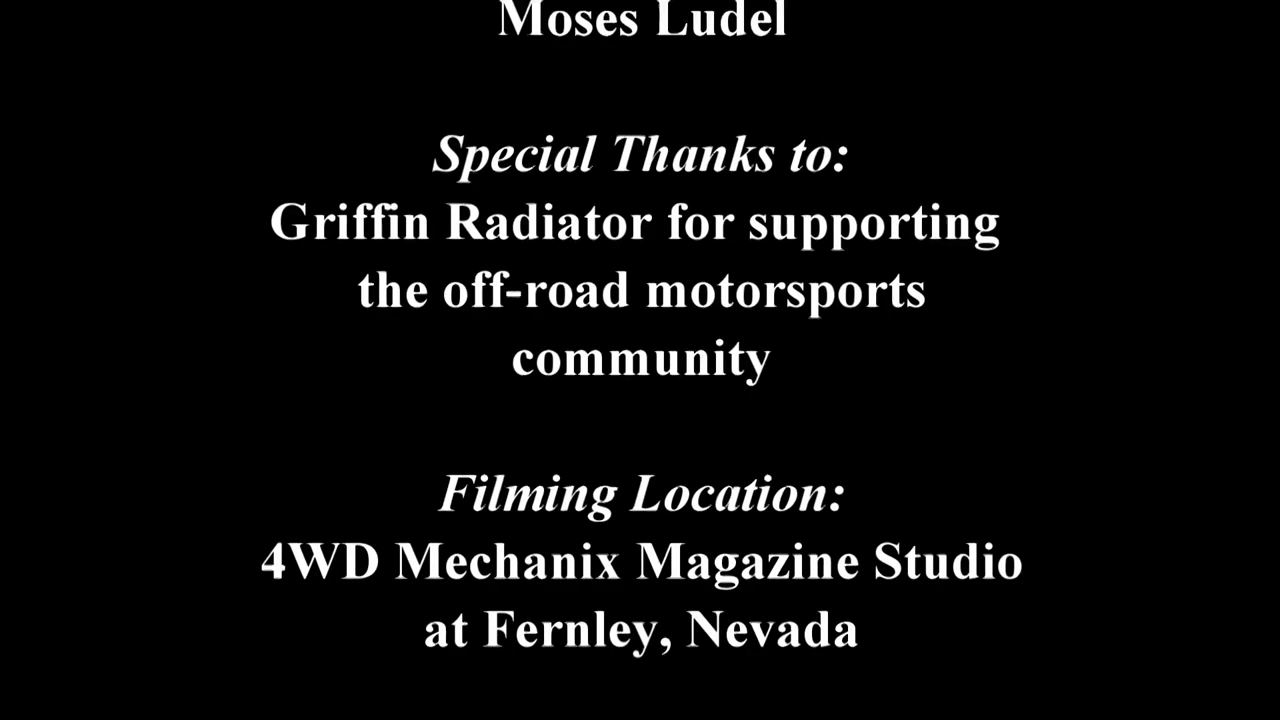 Moses Ludel
Special Thanks to:
Griffin Radiator for supporting
the off-road motorsports
community
Filming Location:
4WD Mechanix Magazine Studio
at Fernley, Nevada